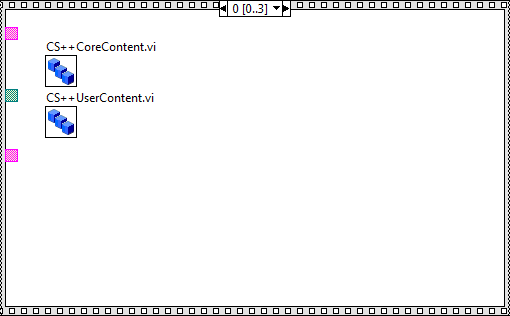 0 [0..3]
CS++CoreContent.vi
CS++UserContent.vi